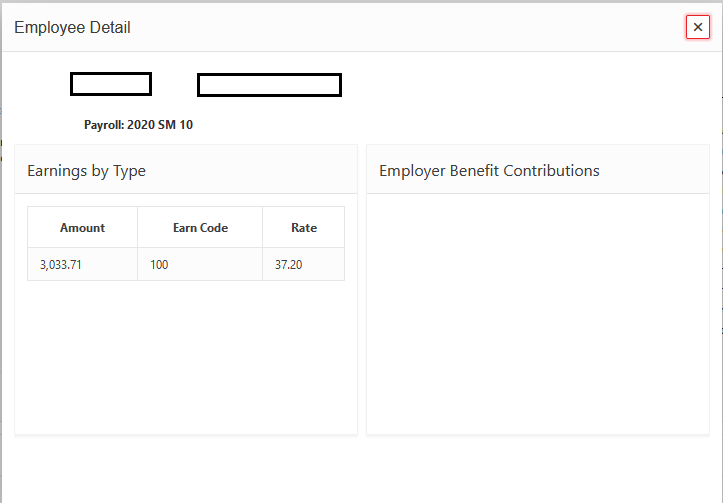 Employee Detail
Payroll: 2020 SM 10
Earnings by Type
Employer Benefit Contributions
Amount Earn Code Rate
3,033.71 100 37.20